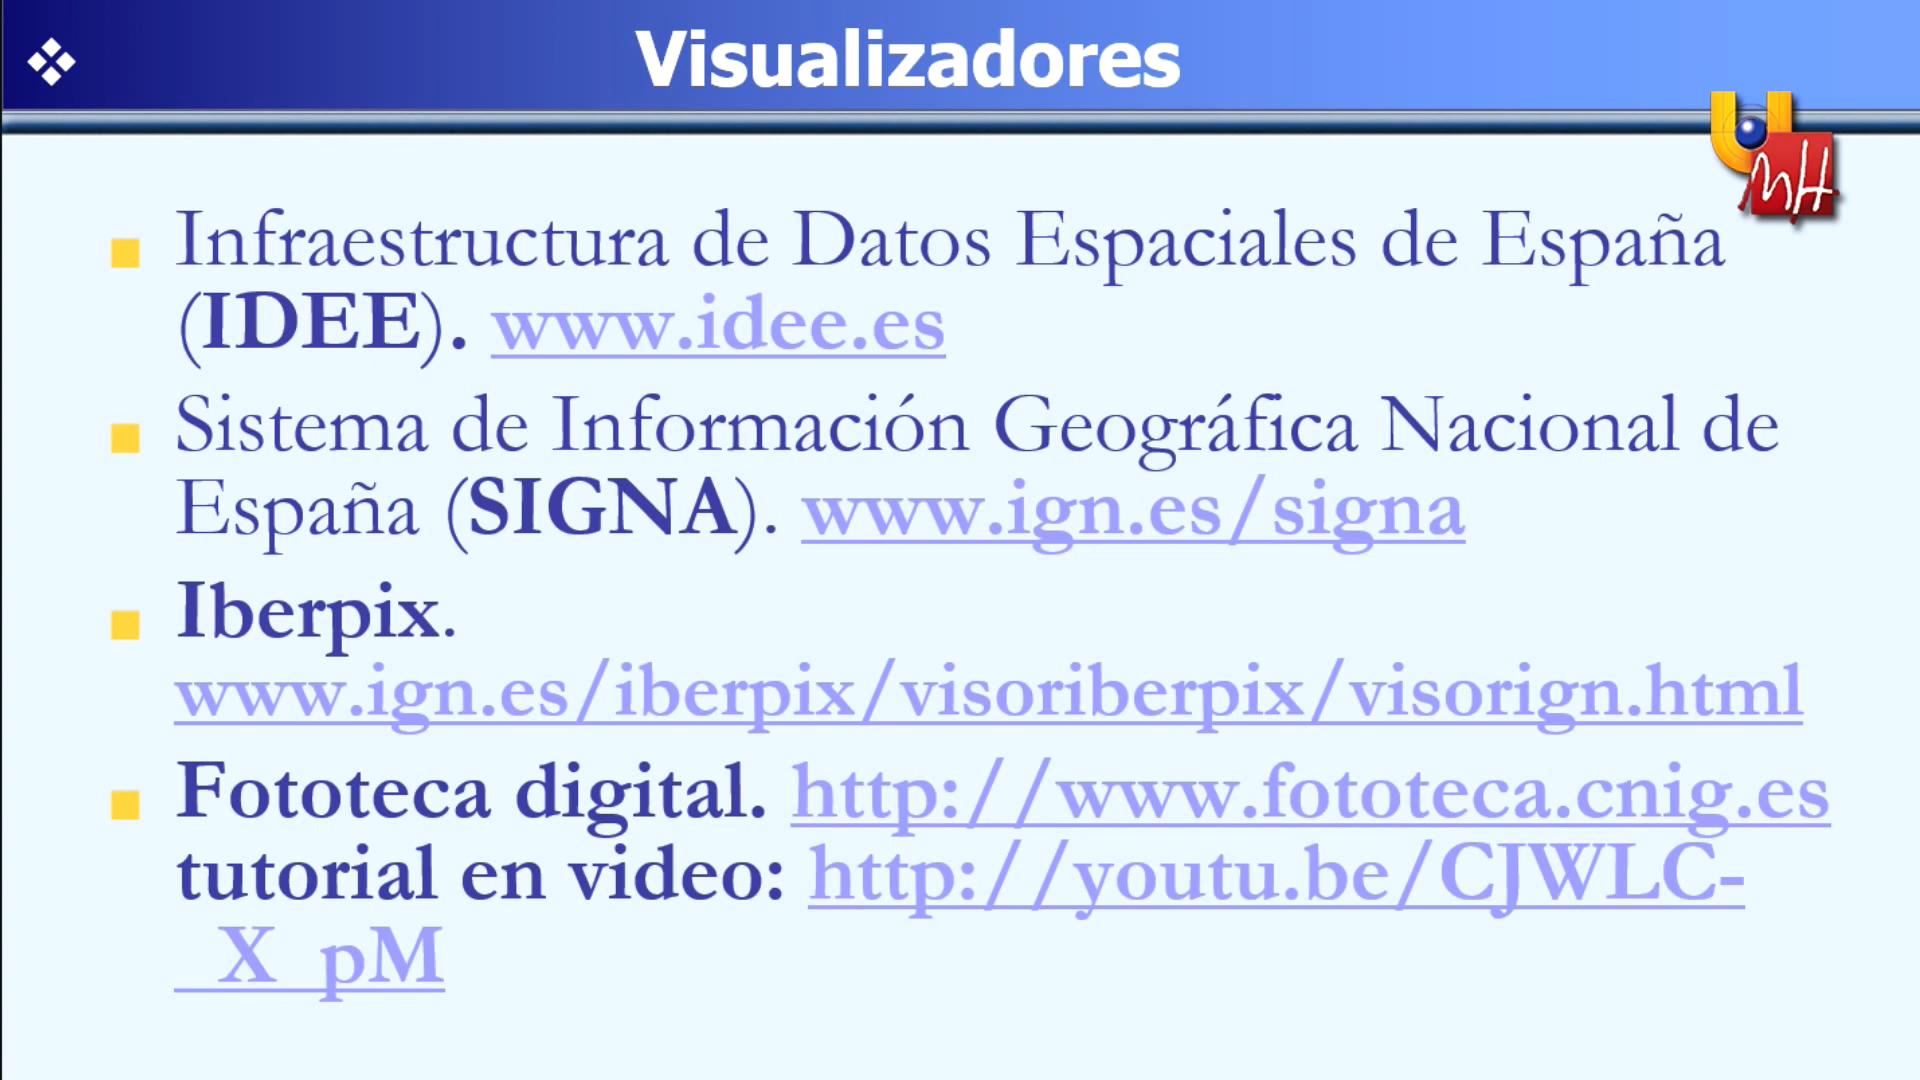 Visualizadores
UMH
Infraestructura de Datos Espaciales de España
(IDEE). www.idee.es
Sistema de Información Geográfica Nacional de
España (SIGNA). www.ign.es/signa
Iberpix.
www.ign.es/iberpix/visoriberpix/visorign.html
Fototeca digital. http://www.fototeca.cnig.es
tutorial en video: http://youtu.be/CJWLC-
_X_pM